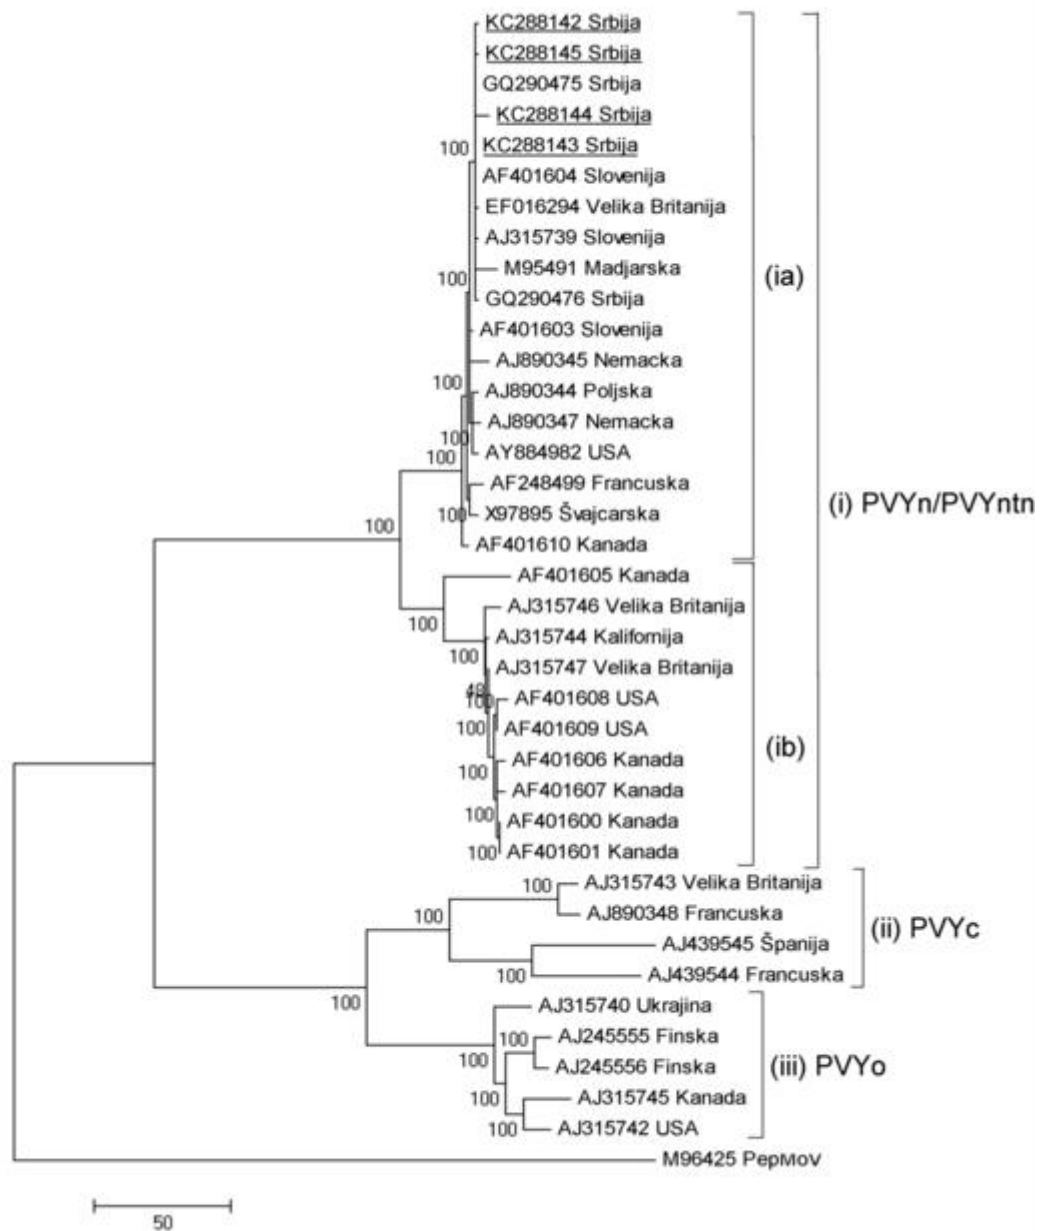 KC288142 Srbija
KC288145 Srbija
GQ290475 Srbija
KC288144 Srbija
100
KC288143 Srbija
AF401604 Slovenija
EF016294 Velika Britanija
AJ315739 Slovenija
M95491 Madjarska
100
(ia)
GQ290476 Srbija
AF401603 Slovenija
AJ890345 Nemacka
100
AJ890344 Poljska
AJ890347 Nemacka
100
AY884982 USA
100
AF248499 Francuska
(i) PVYn/PVYntn
100
X97895 Švajcarska
100
AF401610 Kanada
AF401605 Kanada
AJ315746 Velika Britanija
100
AJ315744 Kalifornija
100
AJ315747 Velika Britanija
48
100
AF401608 USA
100
AF401609 USA
(ib)
AF401606 Kanada
100
AF401607 Kanada
100
AF401600 Kanada
100
AF401601 Kanada
100
AJ315743 Velika Britanija
100
AJ890348 Francuska
(ii) PVYc
AJ439545 Španija
100
AJ439544 Francuska
100
AJ315740 Ukrajina
100
AJ245555 Finska
100
AJ245556 Finska
(iii) PVYo
100
AJ315745 Kanada
100
AJ315742 USA
M96425 PepMoV
50